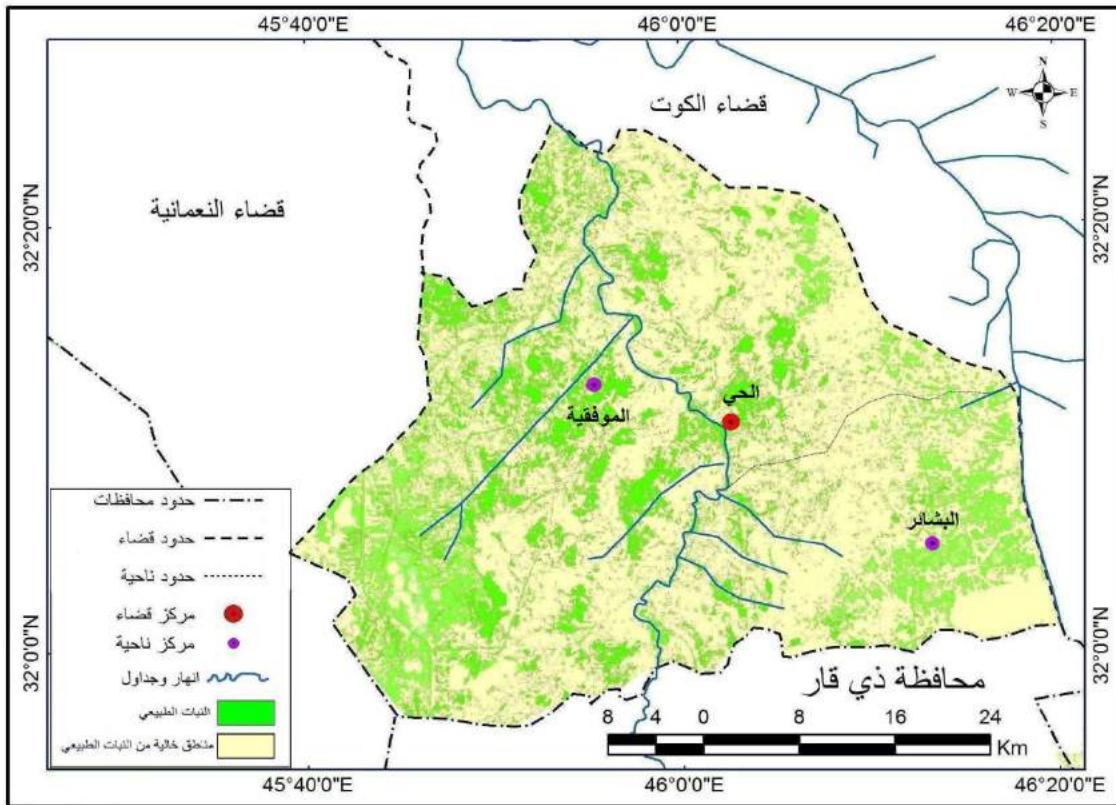 45°40'0"E
46°0'0"E
46°20'0"E
N
W
E
S
قضاء الكوت
قضاء النعمانية
32°20'0"N
32°20'0"N
الحي
الموفقية
البشائر
حدود محافظات
حدود قضاء
حدود ناحية
مركز قضاء
مركز ناحية
انهار وجداول
النبات الطبيعي
مناطق خالية من النبات الطبيعي
32°0'0"N
32°0'0"N
محافظة ذي قار
8 4 0 8 16 24
Km
45°40'0"E
46°0'0"E
46°20'0"E